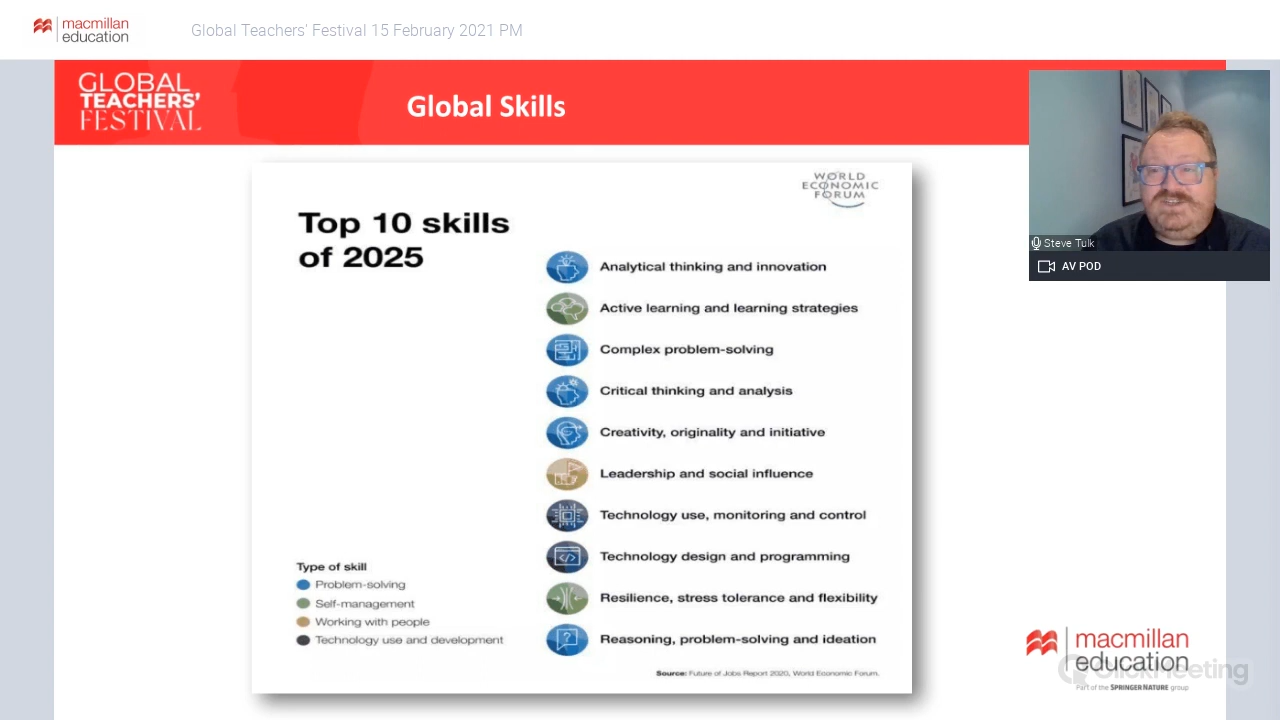 macmillan
education
Global Teachers' Festival 15 February 2021 PM
GLOBAL
TEACHERS'
FESTIVAL
Global Skills
Steve Tulk
AV POD
WORLD
ECONOMIC
FORUM
Top 10 skills
of 2025
Analytical thinking and innovation
Active learning and learning strategies
Complex problem-solving
Critical thinking and analysis
Creativity, originality and initiative
Leadership and social influence
Technology use, monitoring and control
Technology design and programming
Resilience, stress tolerance and flexibility
Reasoning, problem-solving and ideation
Type of skill
Problem-solving
Self-management
Working with people
Technology use and development
Source: Future of Jobs Report 2020, World Economic Forum.
macmillan
education
ClickMeeting
Part of the SPRINGER NATURE group